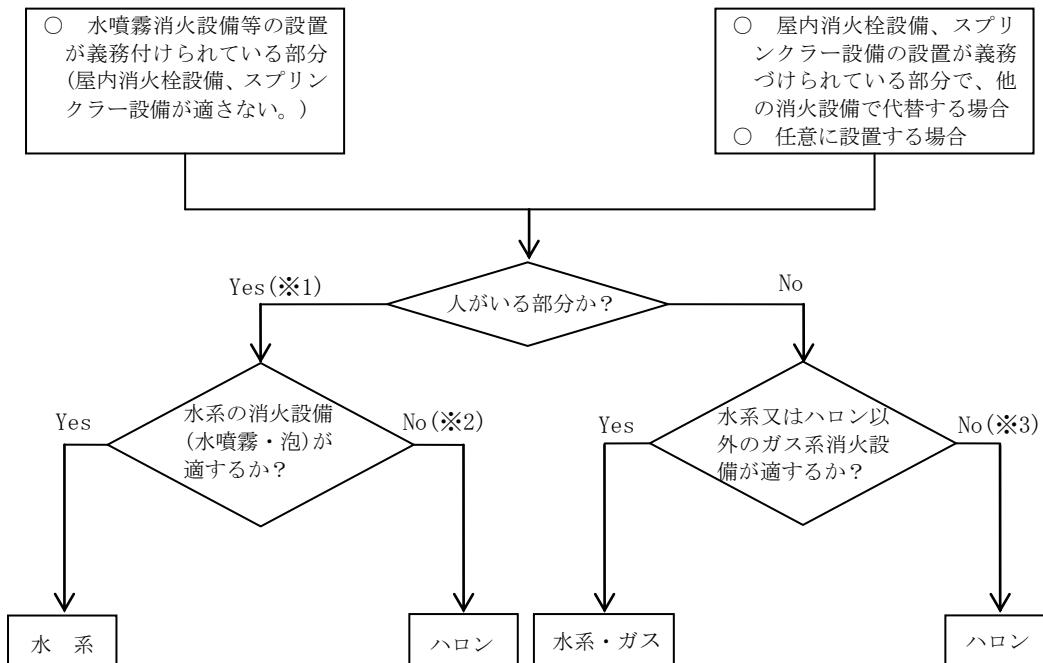 ○　水噴霧消火設備等の設置
が義務付けられている部分
(屋内消火栓設備、スプリン
クラー設備が適さない。)
○　屋内消火栓設備、スプリ
ンクラー設備の設置が義務
づけられている部分で、他
の消火設備で代替する場合
○　任意に設置する場合
Yes(※1)
人がいる部分か？
No
Yes
水系の消火設備
(水噴霧・泡)が
適するか？
No(※2)
Yes
水系又はハロン以
外のガス系消火設
備が適するか？
No(※3)
水　系
ハロン
水系・ガス
ハロン